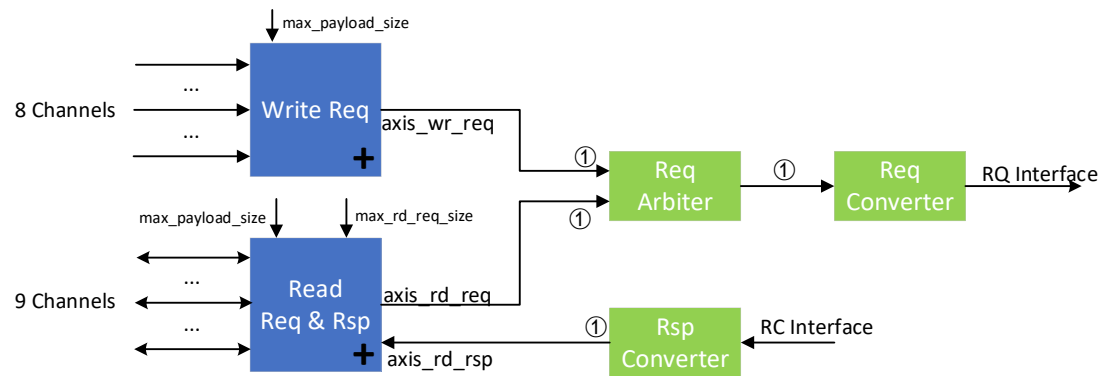 max_payload_size
8 Channels
...
...
Write Req
+
axis_wr_req
①
①
①
Req
Arbiter
Req
Converter
RQ Interface
max_payload_size
max_rd_req_size
9 Channels
...
...
Read
Req & Rsp
+
axis_rd_req
axis_rd_rsp
①
Rsp
Converter
RC Interface